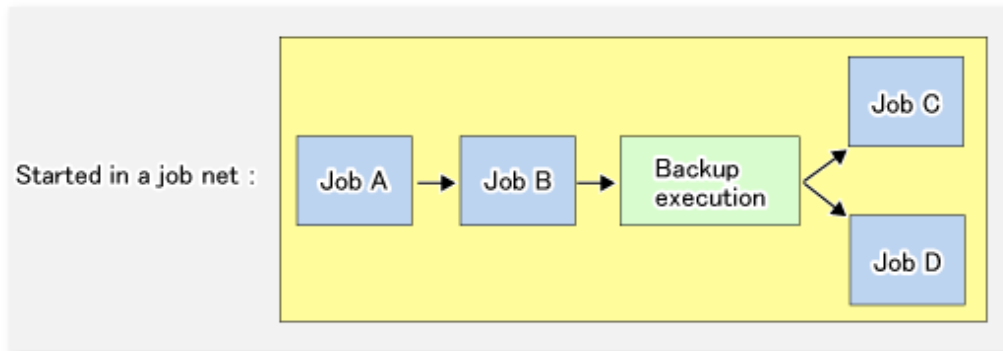 Started in a job net :
Job A
Job B
Backup
execution
Job C
Job D